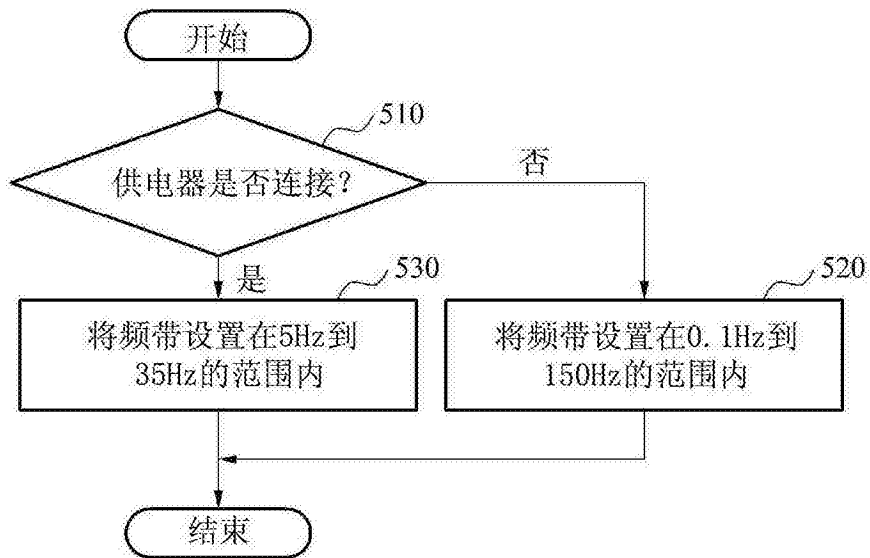 开始
510
供电器是否连接?
否
是
530
520
将频带设置在5Hz到
35Hz的范围内
将频带设置在0.1Hz到
150Hz的范围内
结束